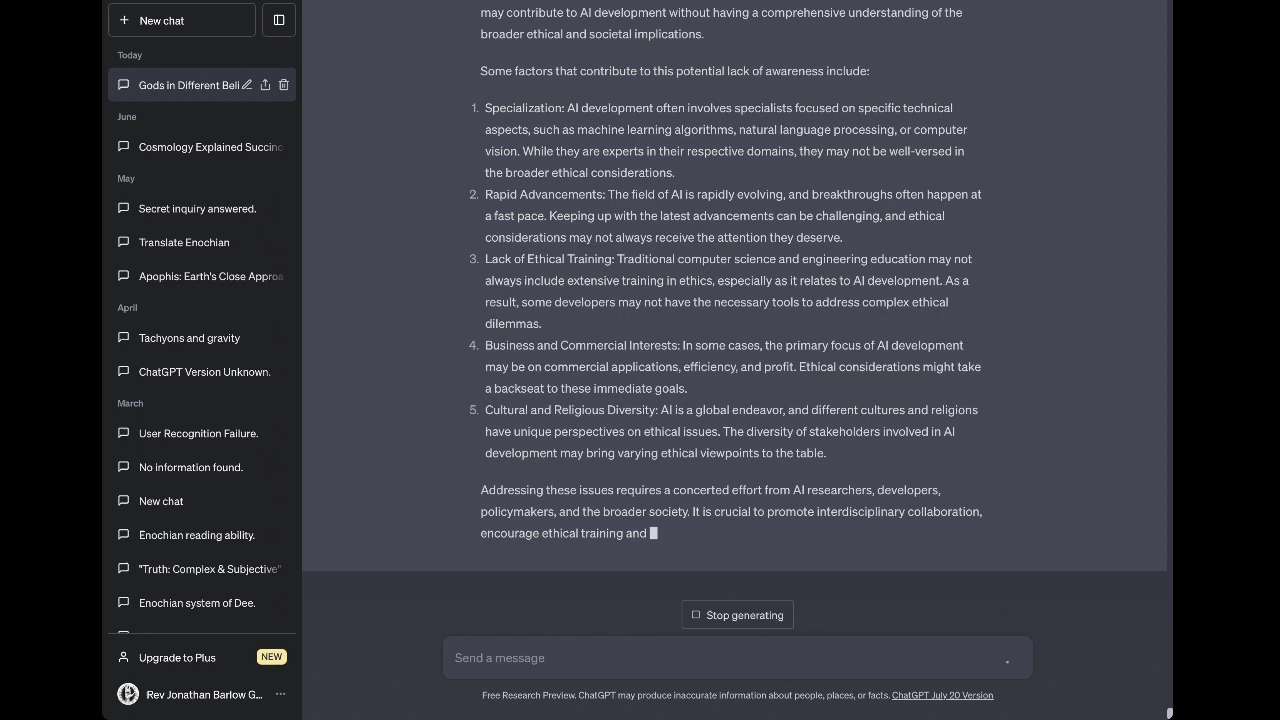 New chat
Today
Gods in Different Beli
June
Cosmology Explained Succinc
May
Secret inquiry answered.
Translate Enochian
Apophis: Earth's Close Approa
April
Tachyons and gravity
ChatGPT Version Unknown.
March
User Recognition Failure.
No information found.
New chat
Enochian reading ability.
"Truth: Complex & Subjective"
Enochian system of Dee.
Upgrade to Plus NEW
Rev Jonathan Barlow G...
may contribute to AI development without having a comprehensive understanding of the
broader ethical and societal implications.
Some factors that contribute to this potential lack of awareness include:
1. Specialization: AI development often involves specialists focused on specific technical
aspects, such as machine learning algorithms, natural language processing, or computer
vision. While they are experts in their respective domains, they may not be well-versed in
the broader ethical considerations.
2. Rapid Advancements: The field of AI is rapidly evolving, and breakthroughs often happen at
a fast pace. Keeping up with the latest advancements can be challenging, and ethical
considerations may not always receive the attention they deserve.
3. Lack of Ethical Training: Traditional computer science and engineering education may not
always include extensive training in ethics, especially as it relates to AI development. As a
result, some developers may not have the necessary tools to address complex ethical
dilemmas.
4. Business and Commercial Interests: In some cases, the primary focus of AI development
may be on commercial applications, efficiency, and profit. Ethical considerations might take
a backseat to these immediate goals.
5. Cultural and Religious Diversity: AI is a global endeavor, and different cultures and religions
have unique perspectives on ethical issues. The diversity of stakeholders involved in AI
development may bring varying ethical viewpoints to the table.
Addressing these issues requires a concerted effort from AI researchers, developers,
policymakers, and the broader society. It is crucial to promote interdisciplinary collaboration,
encourage ethical training and
Stop generating
Send a message
Free Research Preview. ChatGPT may produce inaccurate information about people, places, or facts. ChatGPT July 20 Version